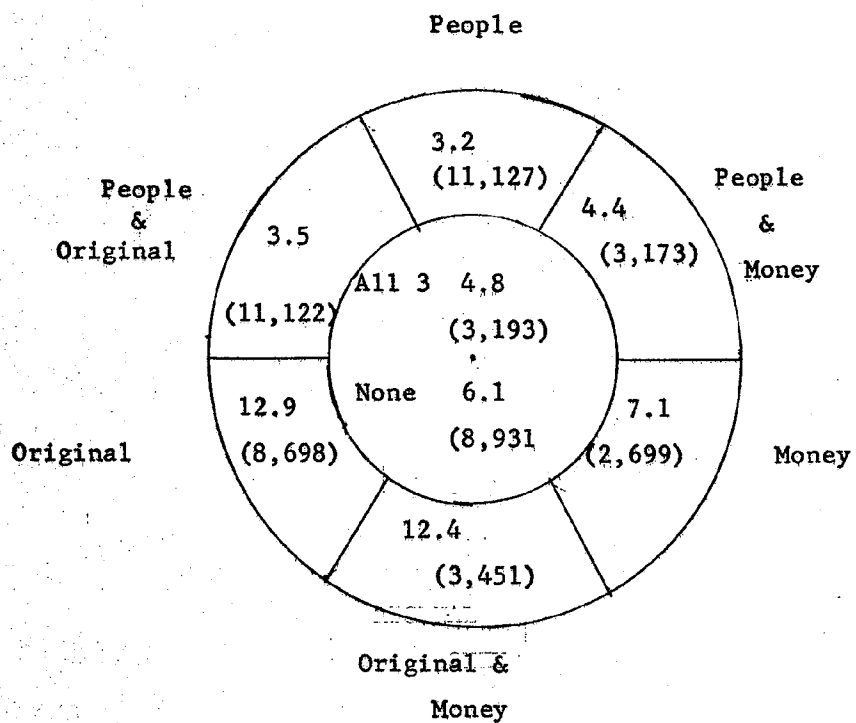 People
3.2
(11,127)
People
&
Original
3.5
(11,122)
4.4
(3,173)
People
&
Money
All 3 4.8
(3,193)
None 6.1
(8,931
Original
12.9
(8,698)
7.1
(2,699)
Money
12.4
(3,451)
Original &
Money